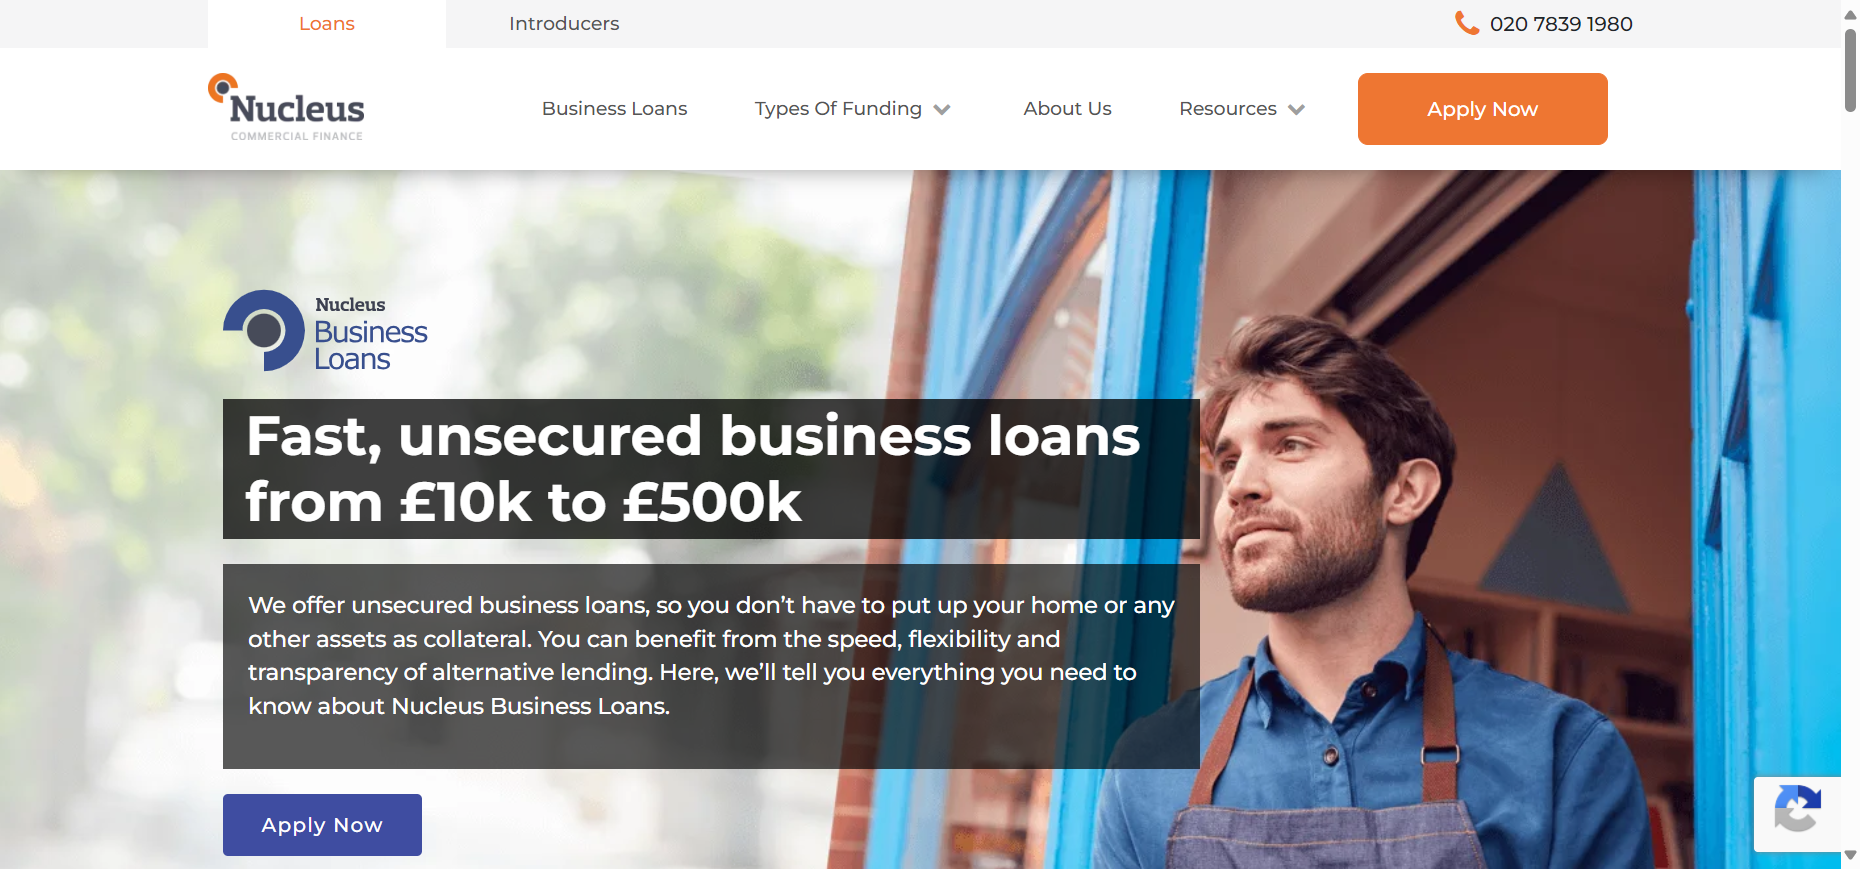 Loans
Introducers
020 7839 1980
Nucleus
COMMERCIAL FINANCE
Business Loans
Types Of Funding
About Us
Resources
Apply Now
Nucleus
Business
Loans
Fast, unsecured business loans
from £10k to £500k
We offer unsecured business loans, so you don’t have to put up your home or any
other assets as collateral. You can benefit from the speed, flexibility and
transparency of alternative lending. Here, we’ll tell you everything you need to
know about Nucleus Business Loans.
Apply Now